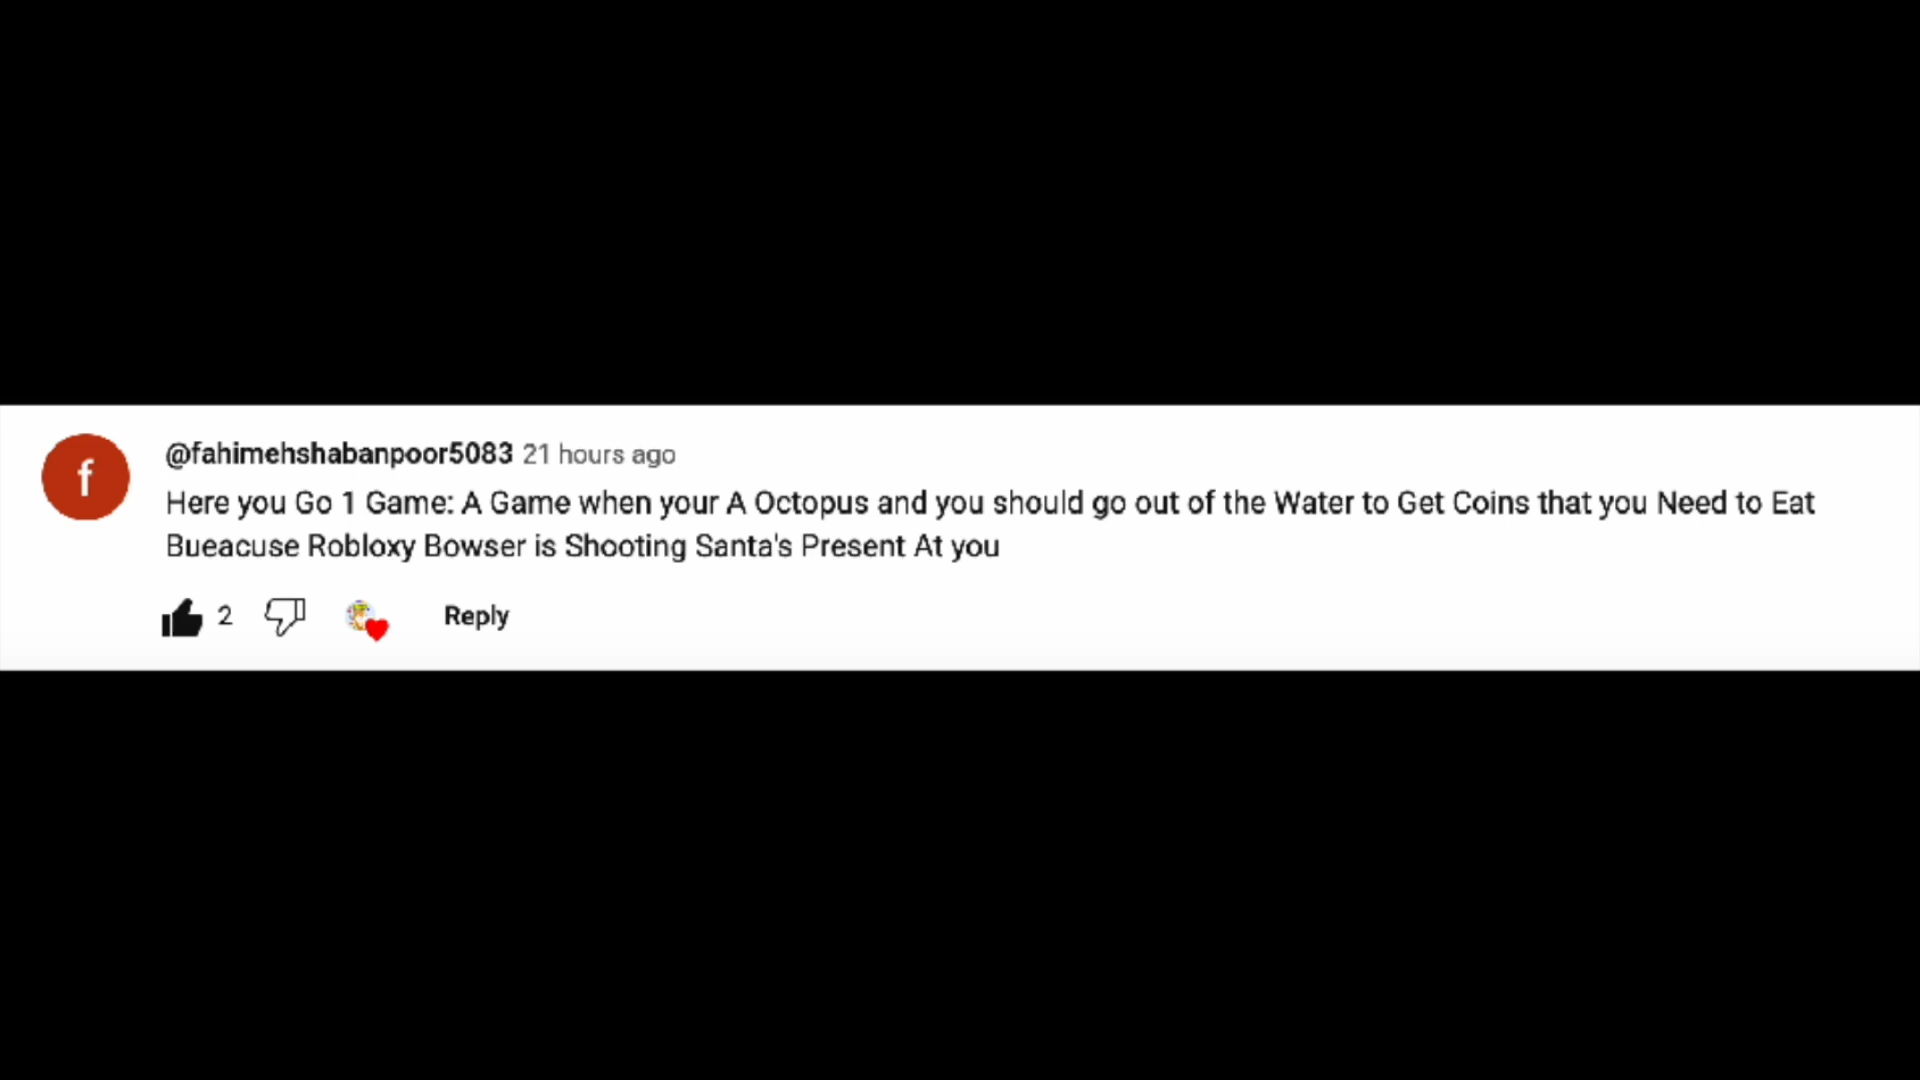 f
@fahimehshabanpoor5083 21 hours ago
Here you Go 1 Game: A Game when your A Octopus and you should go out of the Water to Get Coins that you Need to Eat
Bueacuse Robloxy Bowser is Shooting Santa's Present At you
2 Reply